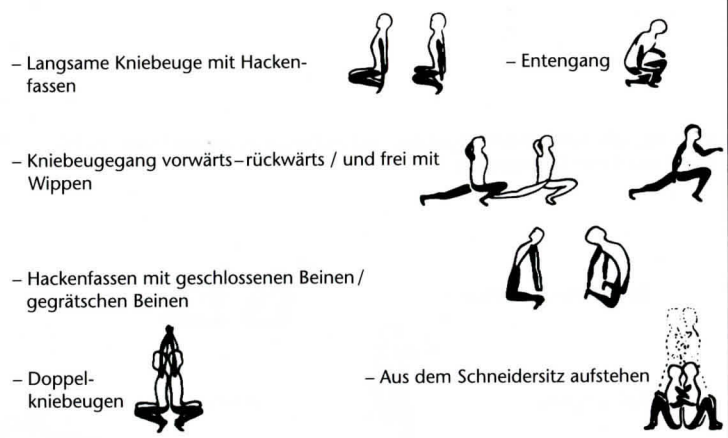 – Langsame Kniebeuge mit Hacken-
fassen
– Entengang
– Kniebeugegang vorwärts–rückwärts / und frei mit
Wippen
– Hackenfassen mit geschlossenen Beinen/
gegrätschen Beinen
– Doppel-
kniebeugen
– Aus dem Schneidersitz aufstehen